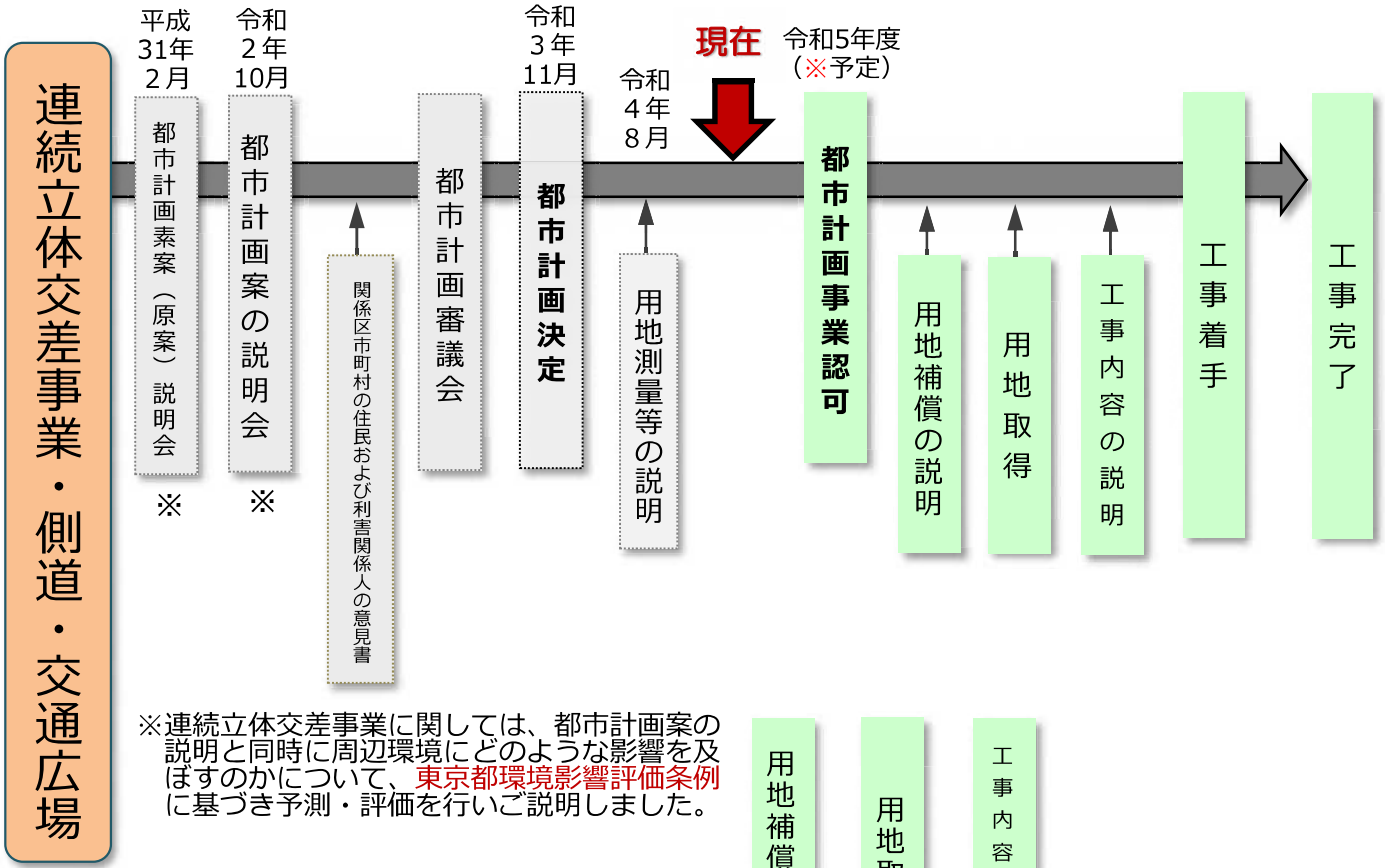 連続立体交差事業・側道・交通広場
平成
31年
２月
都市計画素案（原案）説明会
※
令和
２年
10月
都市計画案の説明会
※
関係区市町村の住民および利害関係人の意見書
都市計画審議会
令和
３年
11月
都市計画決定
令和
４年
８月
用地測量等の説明
現在
令和5年度
（※予定）
都市計画事業認可
用地補償の説明
用地取得
工事内容の説明
工事着手
工事完了
※連続立体交差事業に関しては、都市計画案の
説明と同時に周辺環境にどのような影響を及
ぼすのかについて、東京都環境影響評価条例
に基づき予測・評価を行いご説明しました。
用地補償
用地取
工事内容